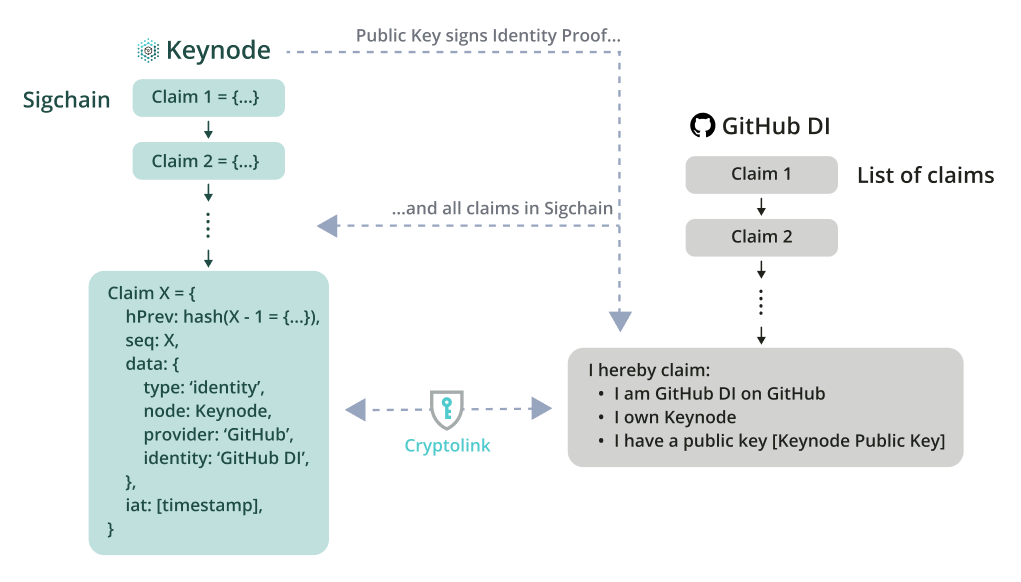 Public Key signs Identity Proof...
Keynode
Sigchain
Claim 1 = {...}
Claim 2 = {...}
...and all claims in Sigchain
GitHub DI
Claim 1
List of claims
Claim 2
Claim X = {
hPrev: hash(X - 1 = {...}),
seq: X,
data: {
type: ‘identity’,
node: Keynode,
provider: ‘GitHub’,
identity: ‘GitHub DI’,
},
iat: [timestamp],
}
Cryptolink
I hereby claim:
• I am GitHub DI on GitHub
• I own Keynode
• I have a public key [Keynode Public Key]